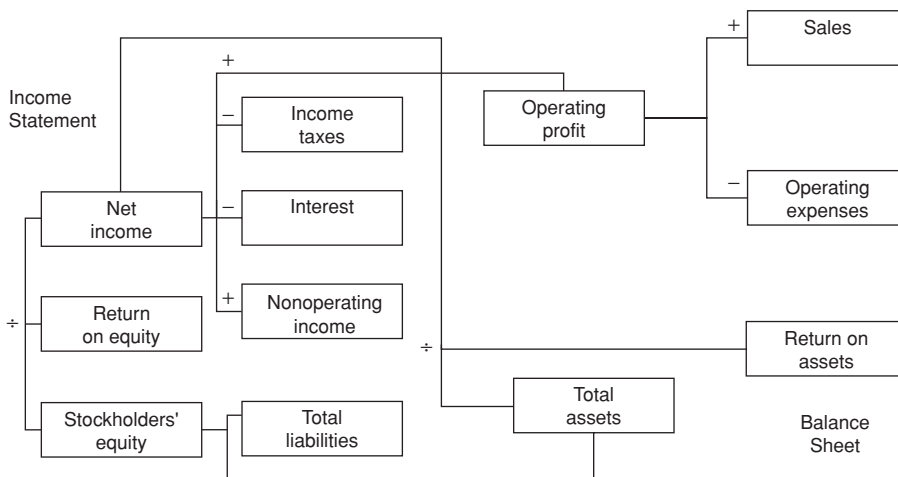 +
Sales
+
Income
Statement
−
Income
taxes
Operating
profit
Net
income
−
Interest
−
Operating
expenses
÷
Return
on equity
+
Nonoperating
income
÷
Return on
assets
Stockholders'
equity
Total
liabilities
Total
assets
Balance
Sheet